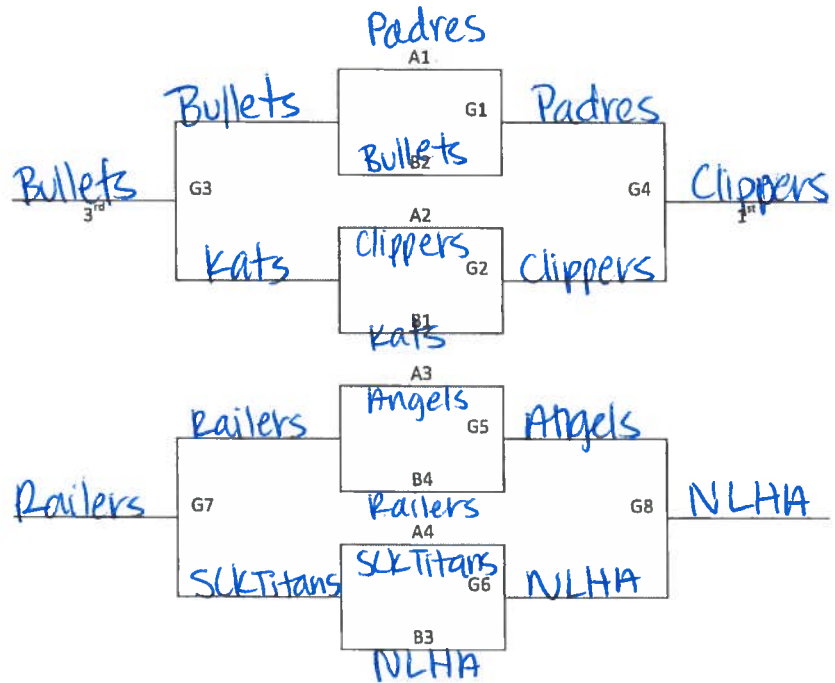 Padres
A1
Bullets G1 Padres
Bullets
B2
Bullets G3 G4 Clippers
3rd 1st
A2
Clippers
Kats G2 Clippers
B1
Kats
A3
Angels
Railers G5 Angels
B4
Railers G7 Railers G8 NLHA
A4
SCKTitans
SCKTitans G6 NLHA
B3
NLHA